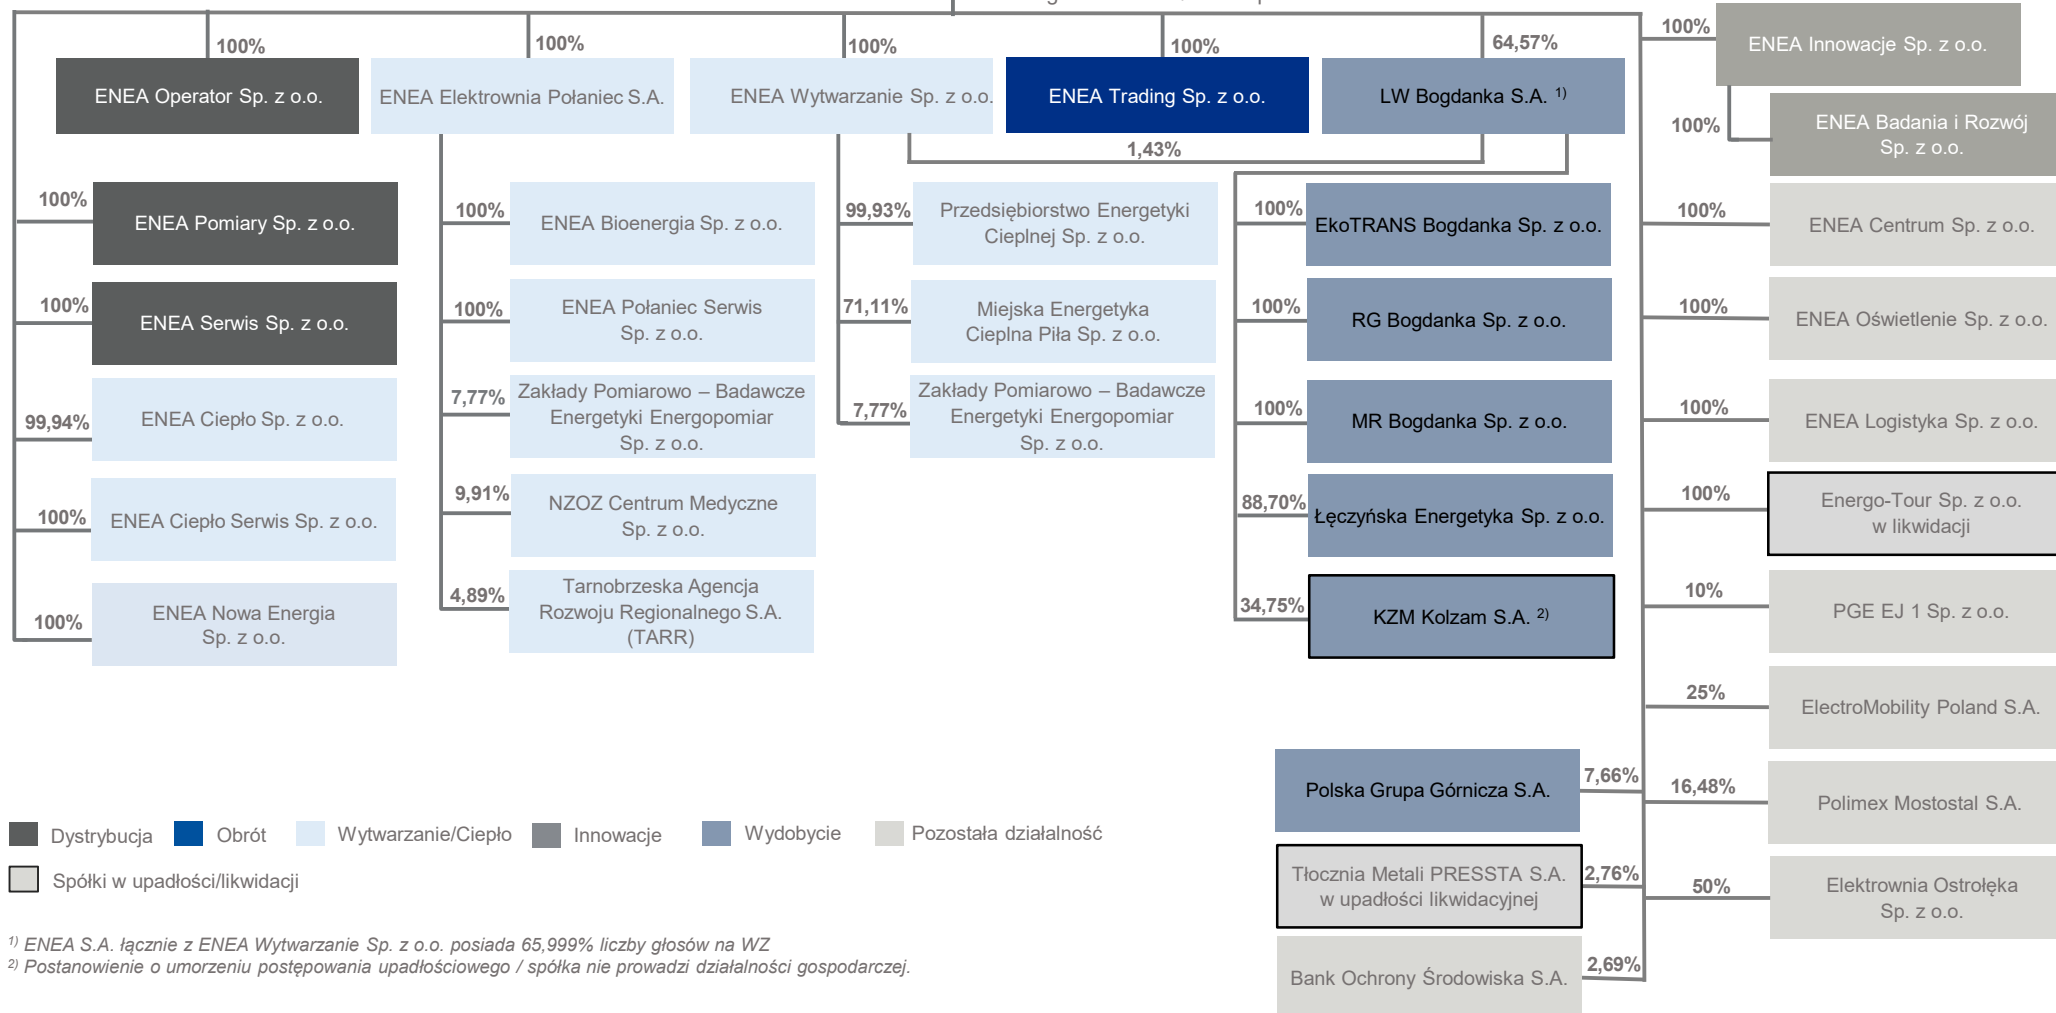 100%
100%
100%
100%
64,57%
100%
ENEA Innowacje Sp. z o.o.
ENEA Operator Sp. z o.o.
ENEA Elektrownia Połaniec S.A.
ENEA Wytwarzanie Sp. z o.o.
ENEA Trading Sp. z o.o.
LW Bogdanka S.A. 1)
100%
ENEA Badania i Rozwój
Sp. z o.o.
1,43%
100%
ENEA Pomiary Sp. z o.o.
100%
ENEA Bioenergia Sp. z o.o.
99,93%
Przedsiębiorstwo Energetyki
Cieplnej Sp. z o.o.
100%
EkoTRANS Bogdanka Sp. z o.o.
100%
ENEA Centrum Sp. z o.o.
100%
ENEA Serwis Sp. z o.o.
100%
ENEA Połaniec Serwis
Sp. z o.o.
71,11%
Miejska Energetyka
Cieplna Piła Sp. z o.o.
100%
RG Bogdanka Sp. z o.o.
100%
ENEA Oświetlenie Sp. z o.o.
99,94%
ENEA Ciepło Sp. z o.o.
7,77%
Zakłady Pomiarowo – Badawcze
Energetyki Energopomiar
Sp. z o.o.
7,77%
Zakłady Pomiarowo – Badawcze
Energetyki Energopomiar
Sp. z o.o.
100%
MR Bogdanka Sp. z o.o.
100%
ENEA Logistyka Sp. z o.o.
100%
ENEA Ciepło Serwis Sp. z o.o.
9,91%
NZOZ Centrum Medyczne
Sp. z o.o.
88,70%
Łęczyńska Energetyka Sp. z o.o.
100%
Energo-Tour Sp. z o.o.
w likwidacji
100%
ENEA Nowa Energia
Sp. z o.o.
4,89%
Tarnobrzeska Agencja
Rozwoju Regionalnego S.A.
(TARR)
34,75%
KZM Kolzam S.A. 2)
10%
PGE EJ 1 Sp. z o.o.
25%
ElectroMobility Poland S.A.
Polska Grupa Górnicza S.A.
7,66%
16,48%
Polimex Mostostal S.A.
Dystrybucja
Obrót
Wytwarzanie/Ciepło
Innowacje
Wydobycie
Pozostała działalność
Spółki w upadłości/likwidacji
Tłocznia Metali PRESSTA S.A.
w upadłości likwidacyjnej
2,76%
50%
Elektrownia Ostrołęka
Sp. z o.o.
1) ENEA S.A. łącznie z ENEA Wytwarzanie Sp. z o.o. posiada 65,999% liczby głosów na WZ
2) Postanowienie o umorzeniu postępowania upadłościowego / spółka nie prowadzi działalności gospodarczej.
Bank Ochrony Środowiska S.A.
2,69%